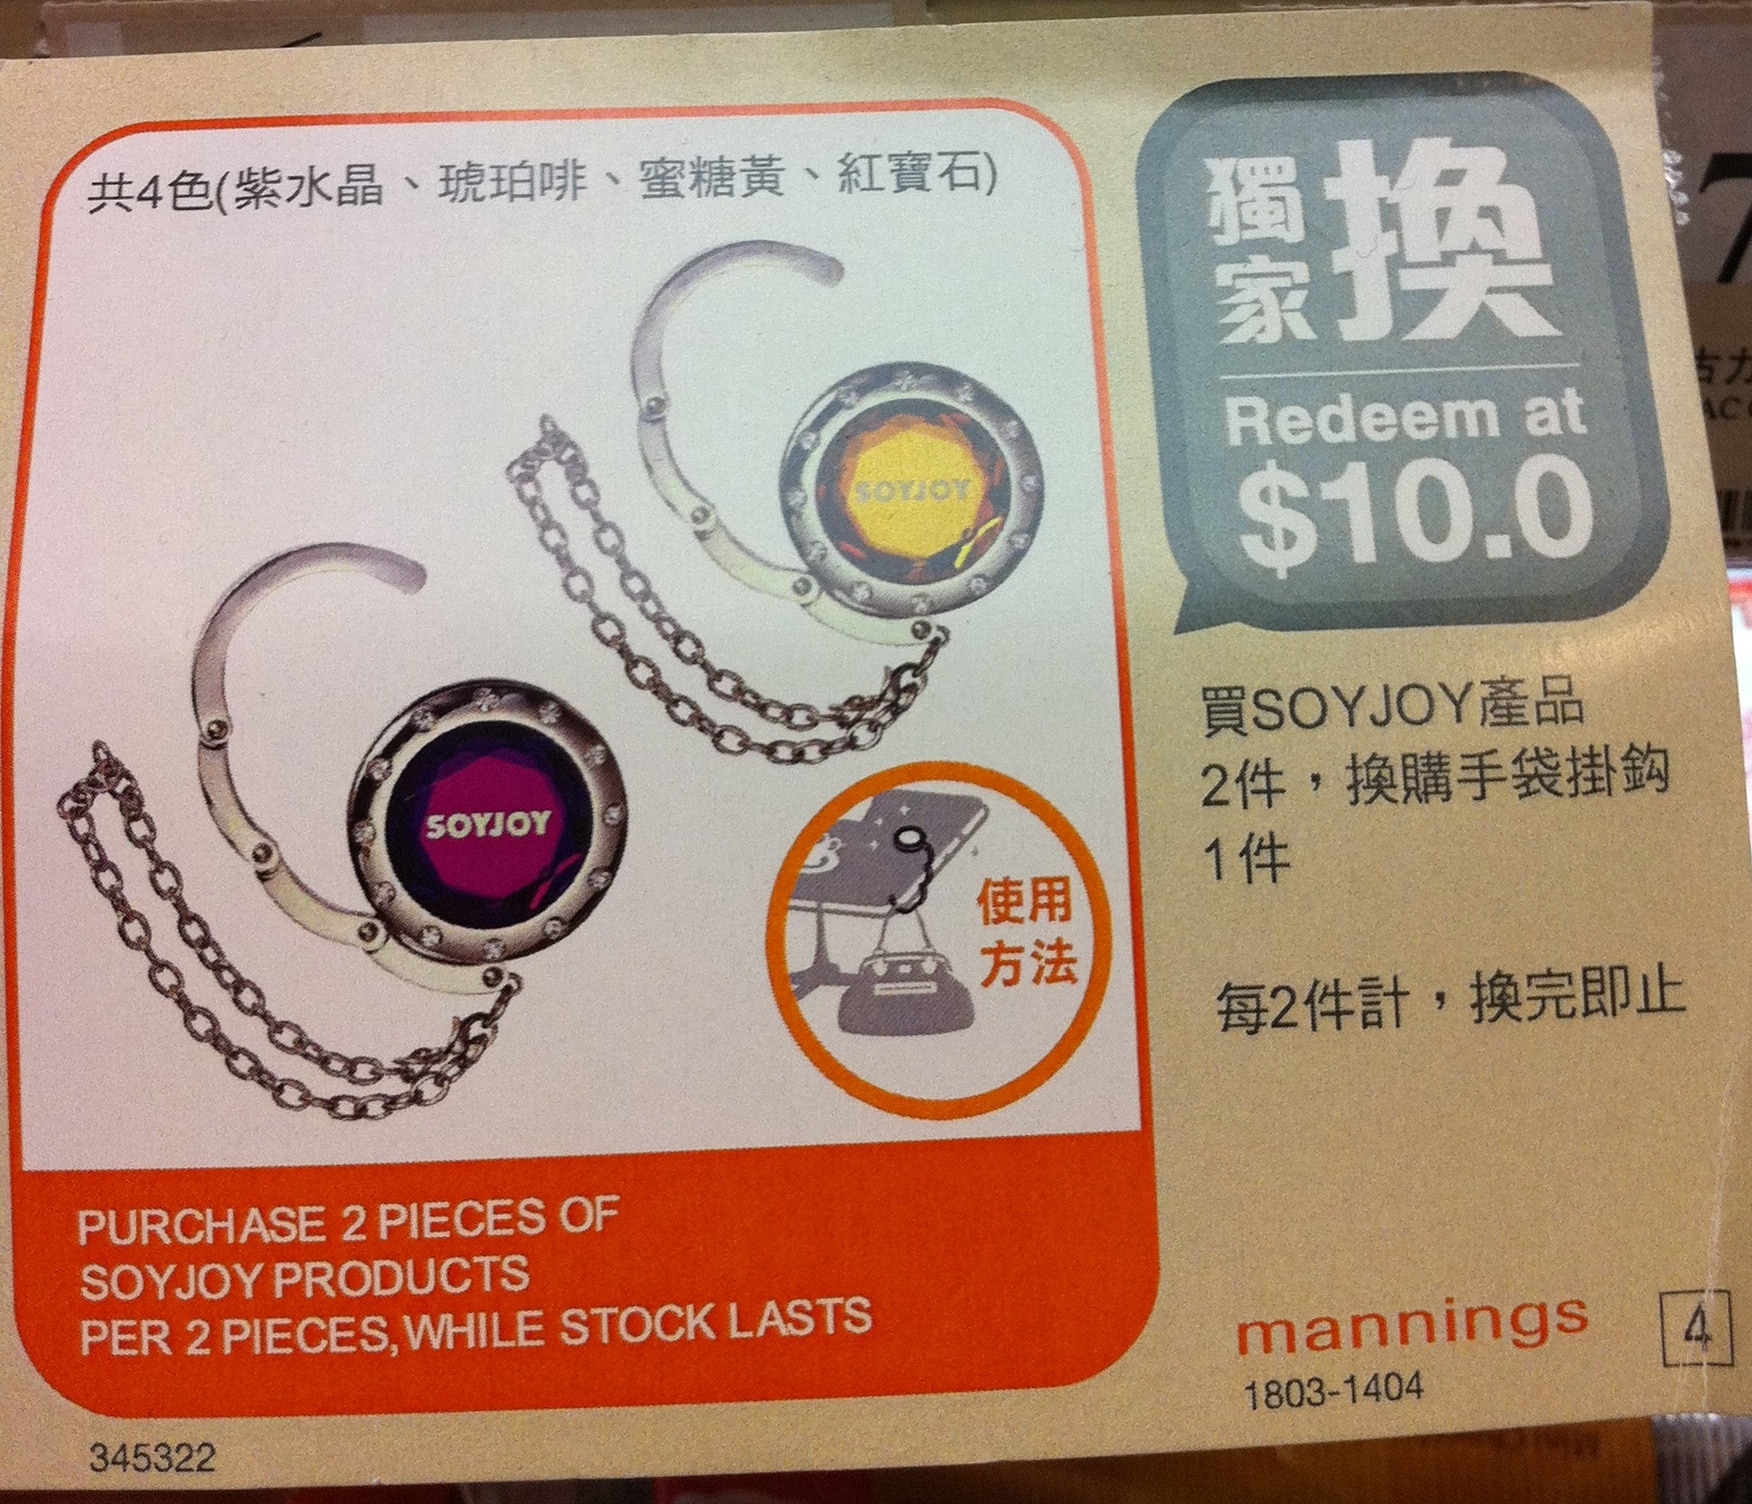 共4色(紫水晶、琥珀啡、蜜糖黃、紅寶石)
SOYJOY
SOYJOY
使用
方法
PURCHASE 2 PIECES OF
SOYJOY PRODUCTS
PER 2 PIECES,WHILE STOCK LASTS
345322
獨家換
Redeem at
$10.0
買SOYJOY產品
2件，換購手袋掛鈎
1件
每2件計，換完即止
mannings
4
1803-1404